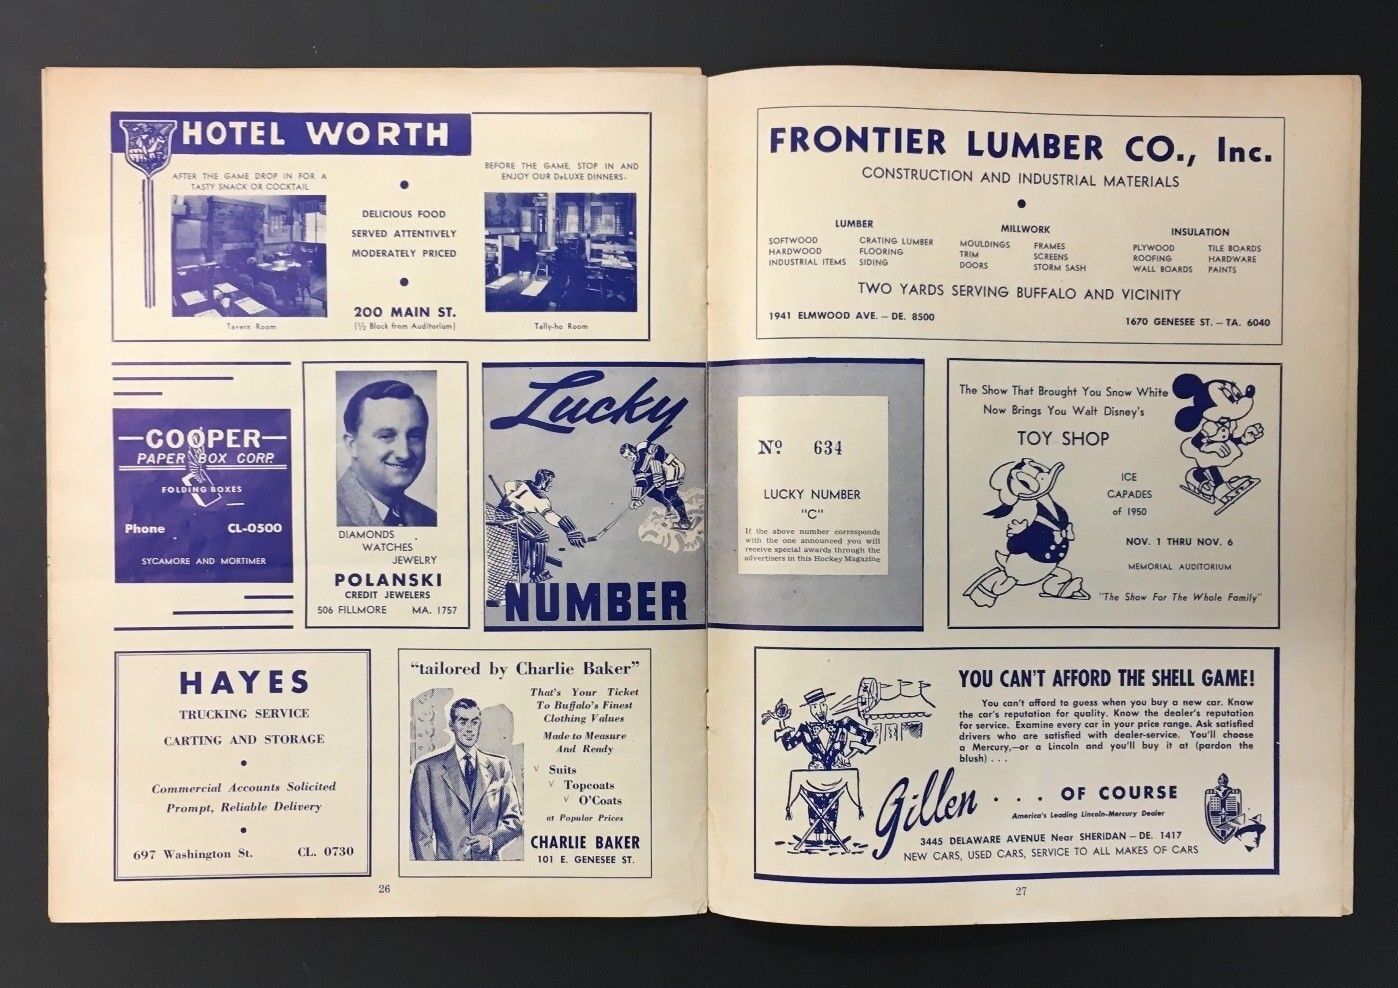 HOTEL WORTH
AFTER THE GAME DROP IN FOR A
TASTY SNACK OR COCKTAIL
BEFORE THE GAME, STOP IN AND
ENJOY OUR DeLUXE DINNERS.
DELICIOUS FOOD
SERVED ATTENTIVELY
MODERATELY PRICED
200 MAIN ST.
(½ Block from Auditorium)
Tavern Room
Tally-ho Room
COOPER
PAPER BOX CORP.
FOLDING BOXES
Phone CL-0500
SYCAMORE AND MORTIMER
DIAMONDS
WATCHES
JEWELRY
POLANSKI
CREDIT JEWELERS
506 FILLMORE MA. 1757
Lucky
NUMBER
HAYES
TRUCKING SERVICE
CARTING AND STORAGE
Commercial Accounts Solicited
Prompt, Reliable Delivery
697 Washington St. CL. 0730
"tailored by Charlie Baker"
That's Your Ticket
To Buffalo's Finest
Clothing Values
Made to Measure
And Ready
√ Suits
√ Topcoats
√ O'Coats
at Popular Prices
CHARLIE BAKER
101 E. GENESEE ST.
26
FRONTIER LUMBER CO., Inc.
CONSTRUCTION AND INDUSTRIAL MATERIALS
LUMBER
SOFTWOOD CRATING LUMBER
HARDWOOD FLOORING
INDUSTRIAL ITEMS SIDING
MILLWORK
MOULDINGS FRAMES
TRIM SCREENS
DOORS STORM SASH
INSULATION
PLYWOOD TILE BOARDS
ROOFING HARDWARE
WALL BOARDS PAINTS
TWO YARDS SERVING BUFFALO AND VICINITY
1941 ELMWOOD AVE. — DE. 8500 1670 GENESEE ST. — TA. 6040
Nº 634
LUCKY NUMBER
"C"
If the above number corresponds
with the one announced you will
receive special awards through the
advertisers in this Hockey Magazine
The Show That Brought You Snow White
Now Brings You Walt Disney's
TOY SHOP
ICE
CAPADES
of 1950
NOV. 1 THRU NOV. 6
MEMORIAL AUDITORIUM
"The Show For The Whole Family"
YOU CAN'T AFFORD THE SHELL GAME!
You can't afford to guess when you buy a new car. Know
the car's reputation for quality. Know the dealer's reputation
for service. Examine every car in your price range. Ask satisfied
drivers who are satisfied with dealer-service. You'll choose
a Mercury,—or a Lincoln and you'll buy it at (pardon the
blush) . . .
Gillen . . . OF COURSE
America's Leading Lincoln-Mercury Dealer
3445 DELAWARE AVENUE Near SHERIDAN — DE. 1417
NEW CARS, USED CARS, SERVICE TO ALL MAKES OF CARS
27